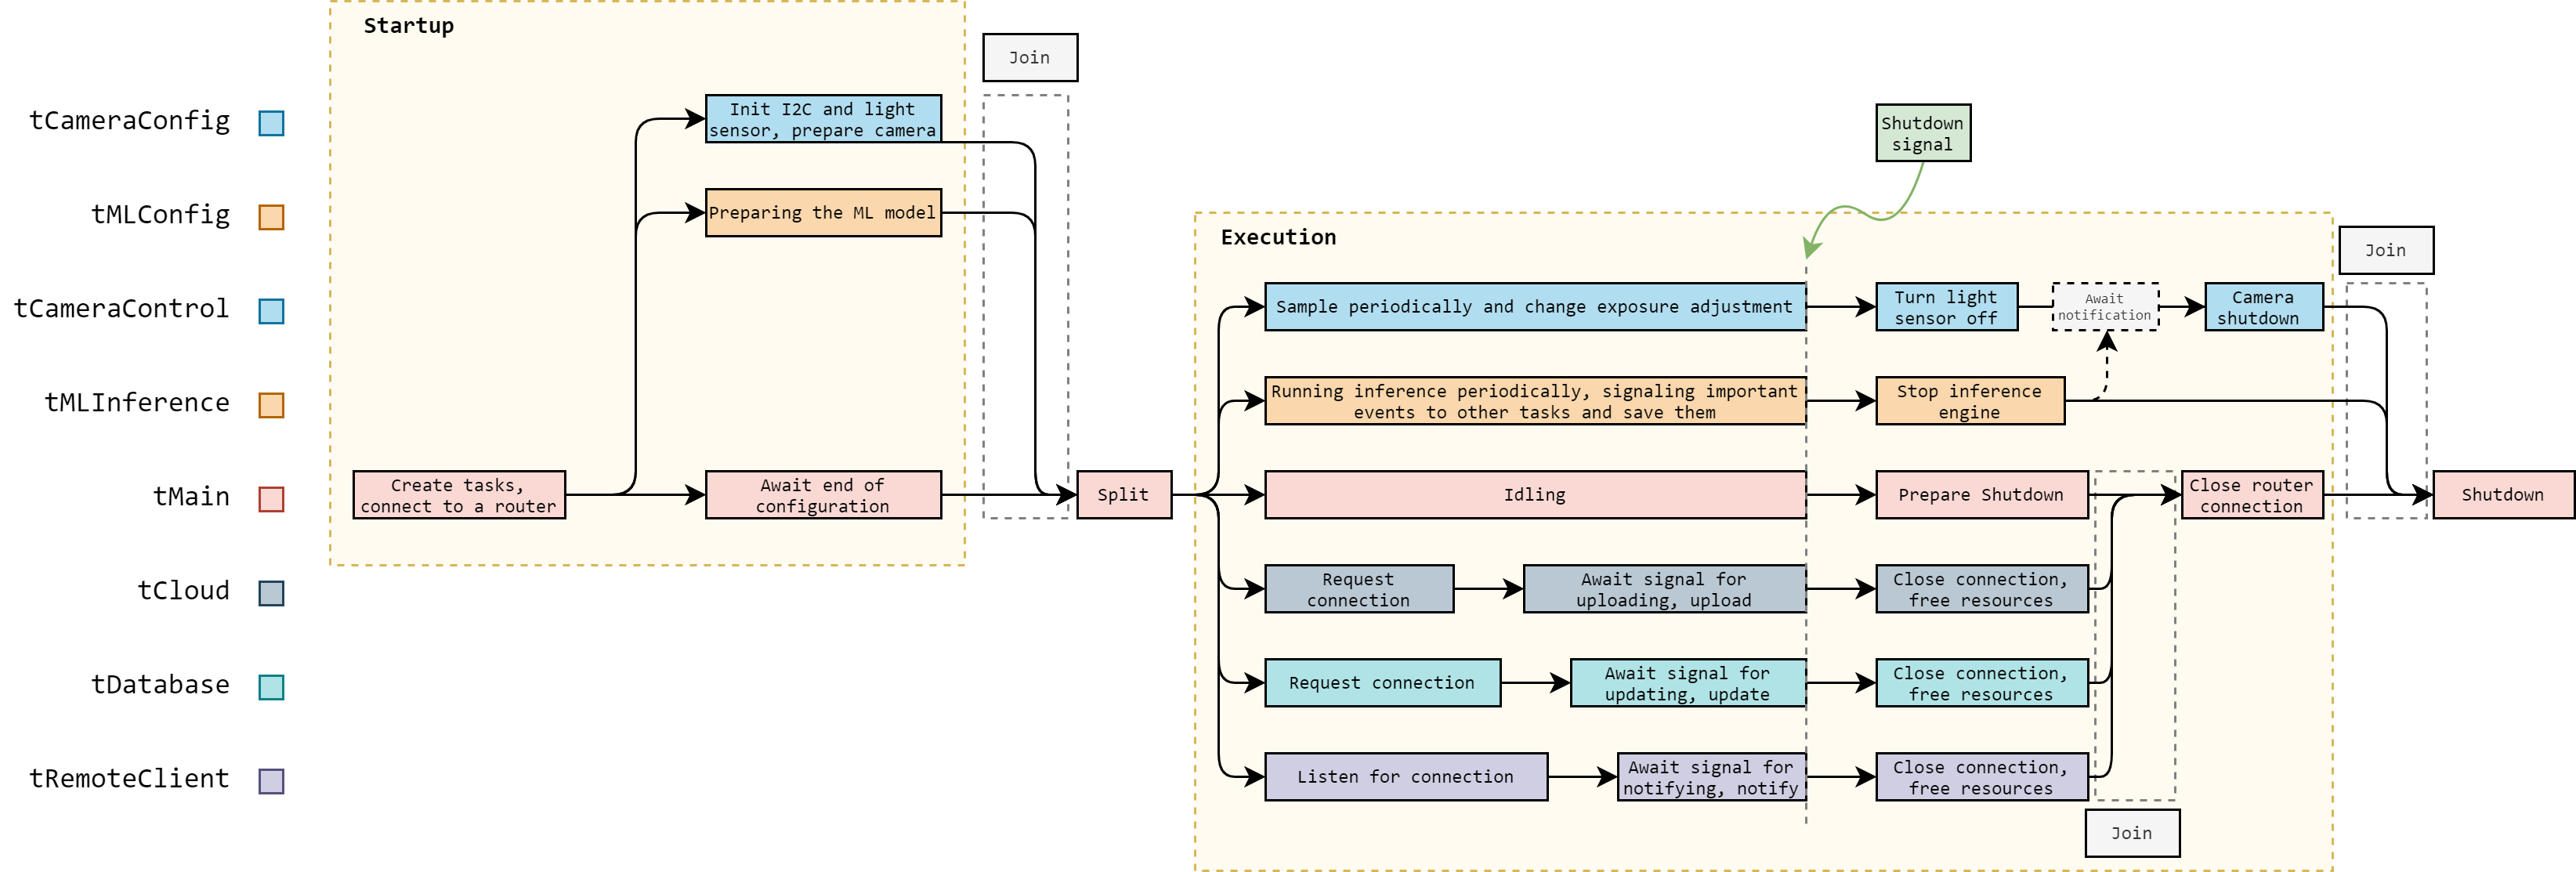 Startup
Join
tCameraConfig
Init I2C and light
sensor, prepare camera
Shutdown
signal
tMLConfig
Preparing the ML model
Execution
Join
tCameraControl
Sample periodically and change exposure adjustment
Turn light
sensor off
Await
notification
Camera
shutdown
tMLInference
Running inference periodically, signaling important
events to other tasks and save them
Stop inference
engine
tMain
Create tasks,
connect to a router
Await end of
configuration
Split
Idling
Prepare Shutdown
Close router
connection
Shutdown
tCloud
Request
connection
Await signal for
uploading, upload
Close connection,
free resources
tDatabase
Request connection
Await signal for
updating, update
Close connection,
free resources
tRemoteClient
Listen for connection
Await signal for
notifying, notify
Close connection,
free resources
Join